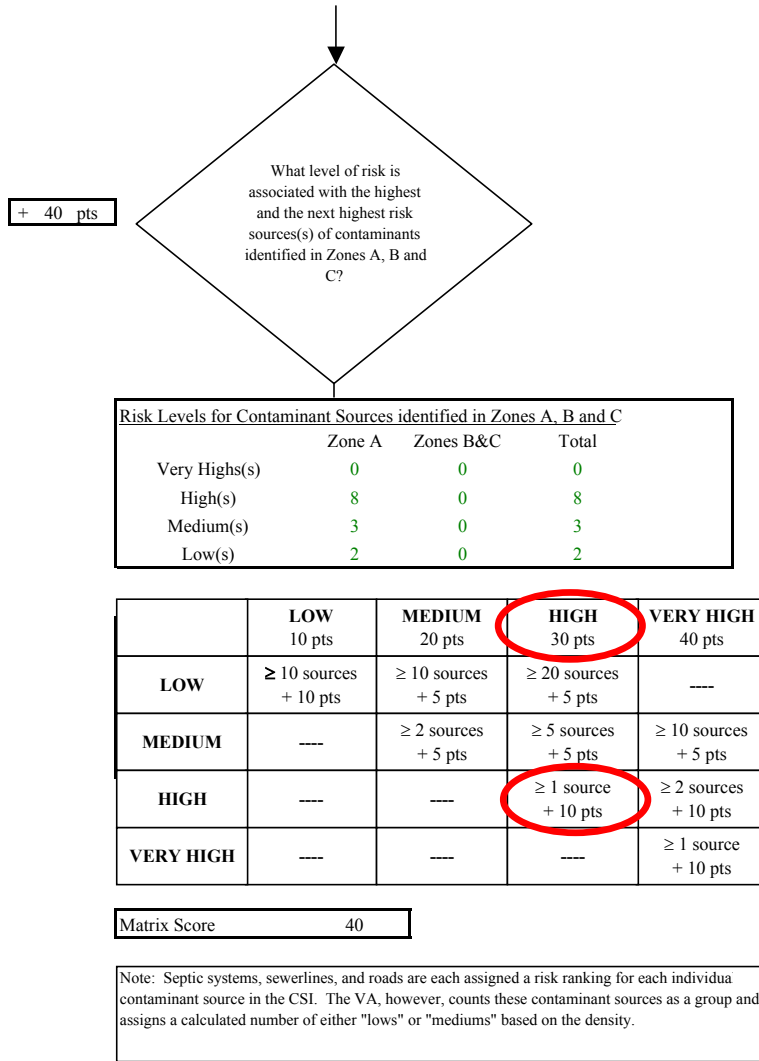 What level of risk is
associated with the highest
and the next highest risk
sources(s) of contaminants
identified in Zones A, B and
C?
+ 40 pts
Risk Levels for Contaminant Sources identified in Zones A, B and C
Zone A Zones B&C Total
Very Highs(s) 0 0 0
High(s) 8 0 8
Medium(s) 3 0 3
Low(s) 2 0 2
LOW MEDIUM HIGH VERY HIGH
10 pts 20 pts 30 pts 40 pts
LOW ≥ 10 sources ≥ 10 sources ≥ 20 sources ----
+ 10 pts + 5 pts + 5 pts
MEDIUM ---- ≥ 2 sources ≥ 5 sources ≥ 10 sources
+ 5 pts + 5 pts + 5 pts
HIGH ---- ---- ≥ 1 source ≥ 2 sources
+ 10 pts + 10 pts
VERY HIGH ---- ---- ---- ≥ 1 source
+ 10 pts
Matrix Score 40
Note: Septic systems, sewerlines, and roads are each assigned a risk ranking for each individua
contaminant source in the CSI. The VA, however, counts these contaminant sources as a group and
assigns a calculated number of either "lows" or "mediums" based on the density.